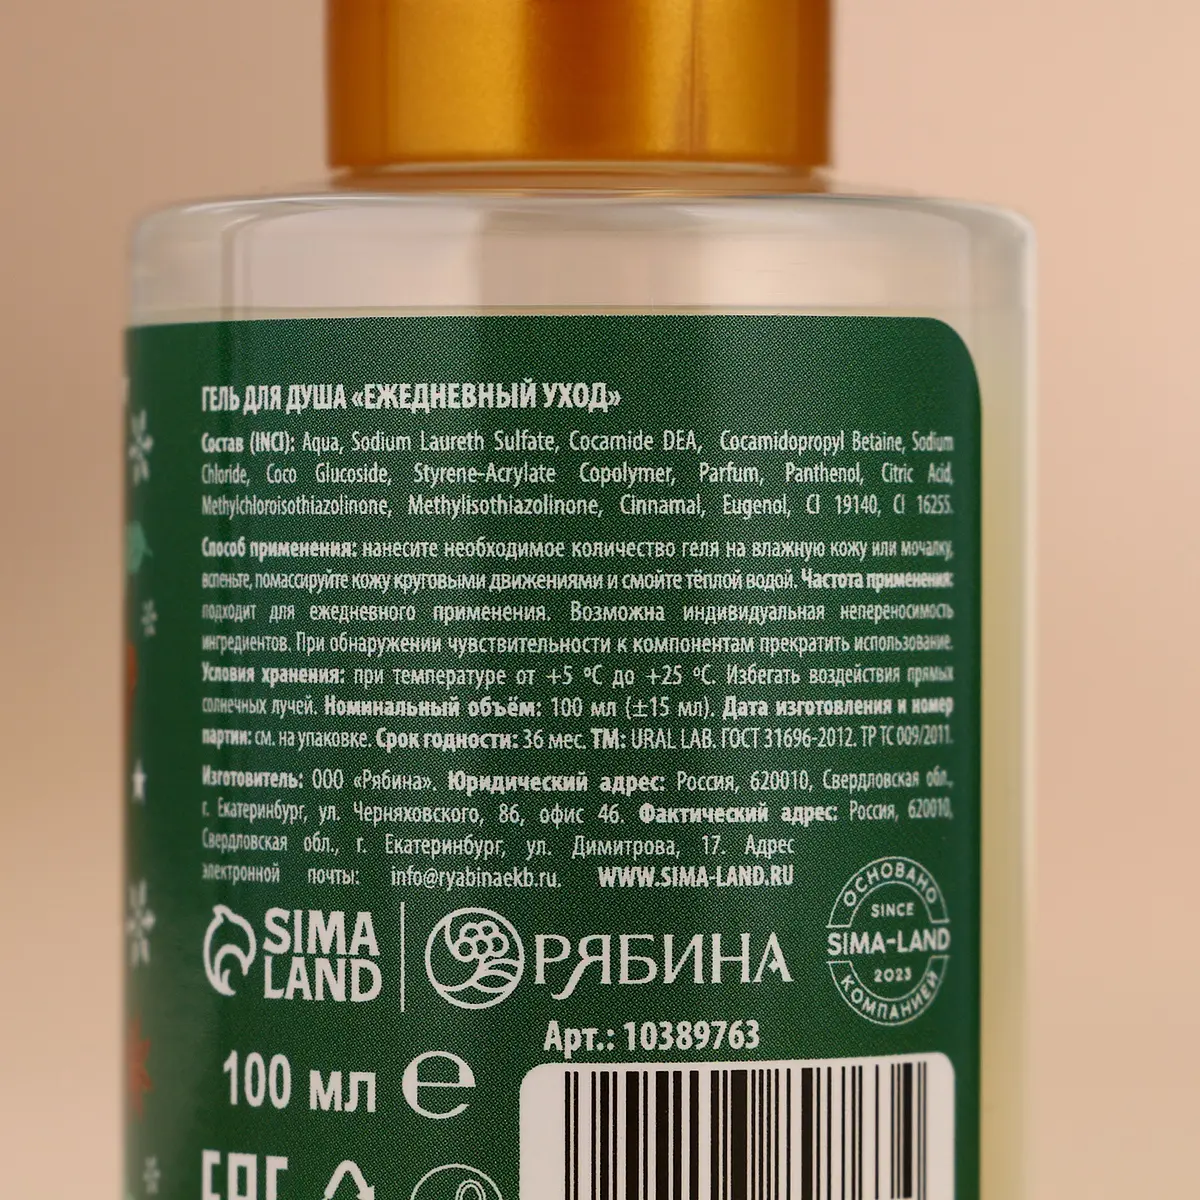 ГЕЛЬ ДЛЯ ДУША «ЕЖЕДНЕВНЫЙ УХОД»
Состав (INCI): Aqua, Sodium Laureth Sulfate, Cocamide DEA, Cocamidopropyl Betaine, Sodium
Chloride, Coco Glucoside, Styrene-Acrylate Copolymer, Parfum, Panthenol, Citric Acid,
Methylchloroisothiazolinone, Methylisothiazolinone, Cinnamal, Eugenol, CI 19140, CI 16255.
Способ применения: нанесите необходимое количество геля на влажную кожу или мочалку,
вспеньте, помассируйте кожу круговыми движениями и смойте тёплой водой. Частота применения:
подходит для ежедневного применения. Возможна индивидуальная непереносимость
ингредиентов. При обнаружении чувствительности к компонентам прекратить использование.
Условия хранения: при температуре от +5 °С до +25 °С. Избегать воздействия прямых
солнечных лучей. Номинальный объём: 100 мл (±15 мл). Дата изготовления и номер
партии: см. на упаковке. Срок годности: 36 мес. ТМ: URAL LAB. ГОСТ 31696-2012. ТР ТС 009/2011.
Изготовитель: ООО «Рябина». Юридический адрес: Россия, 620010, Свердловская обл.,
г. Екатеринбург, ул. Черняховского, 86, офис 46. Фактический адрес: Россия, 620010,
Свердловская обл., г. Екатеринбург, ул. Димитрова, 17. Адрес
электронной почты: info@ryabinaekb.ru. WWW.SIMA-LAND.RU
SIMA
LAND
РЯБИНА
ОСНОВАНО
SINCE
SIMA-LAND
2023
КОМПАНИЕЙ
Арт.: 10389763
100 мл ℮
EAC